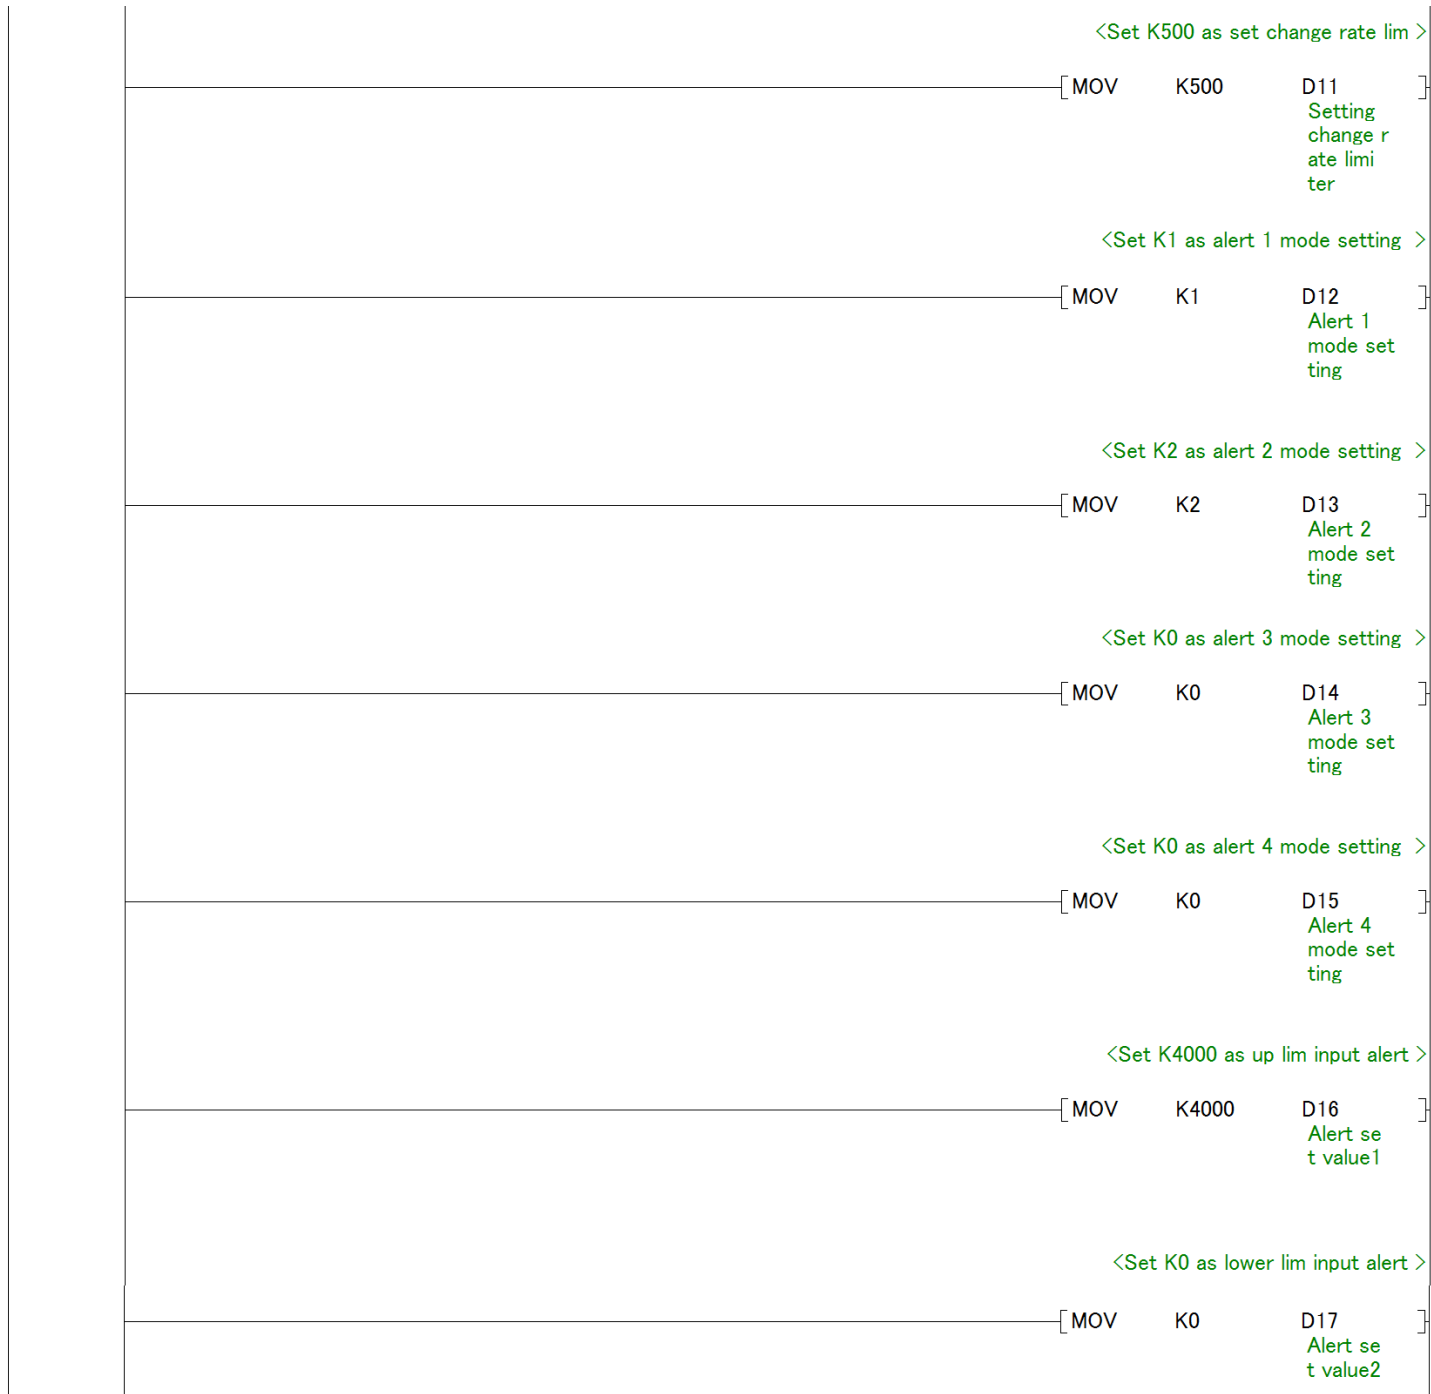 <Set K500 as set change rate lim >
MOV K500 D11
Setting
change r
ate limi
ter
<Set K1 as alert 1 mode setting >
MOV K1 D12
Alert 1
mode set
ting
<Set K2 as alert 2 mode setting >
MOV K2 D13
Alert 2
mode set
ting
<Set K0 as alert 3 mode setting >
MOV K0 D14
Alert 3
mode set
ting
<Set K0 as alert 4 mode setting >
MOV K0 D15
Alert 4
mode set
ting
<Set K4000 as up lim input alert >
MOV K4000 D16
Alert se
t value1
<Set K0 as lower lim input alert >
MOV K0 D17
Alert se
t value2